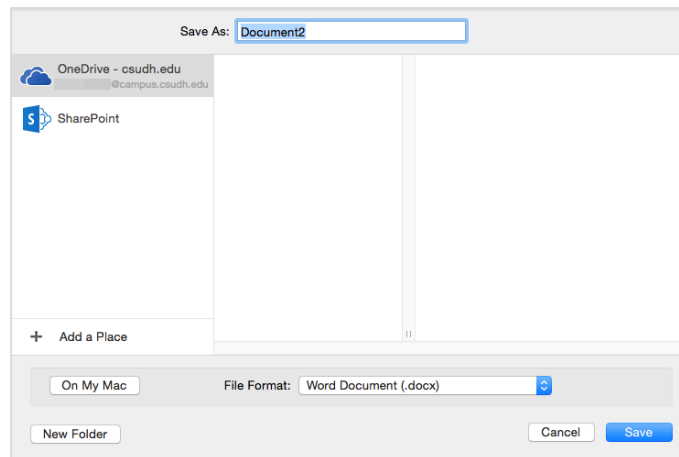 Save As: Document2
OneDrive - csudh.edu
@campus.csudh.edu
S SharePoint
+ Add a Place
On My Mac File Format: Word Document (.docx)
New Folder Cancel Save